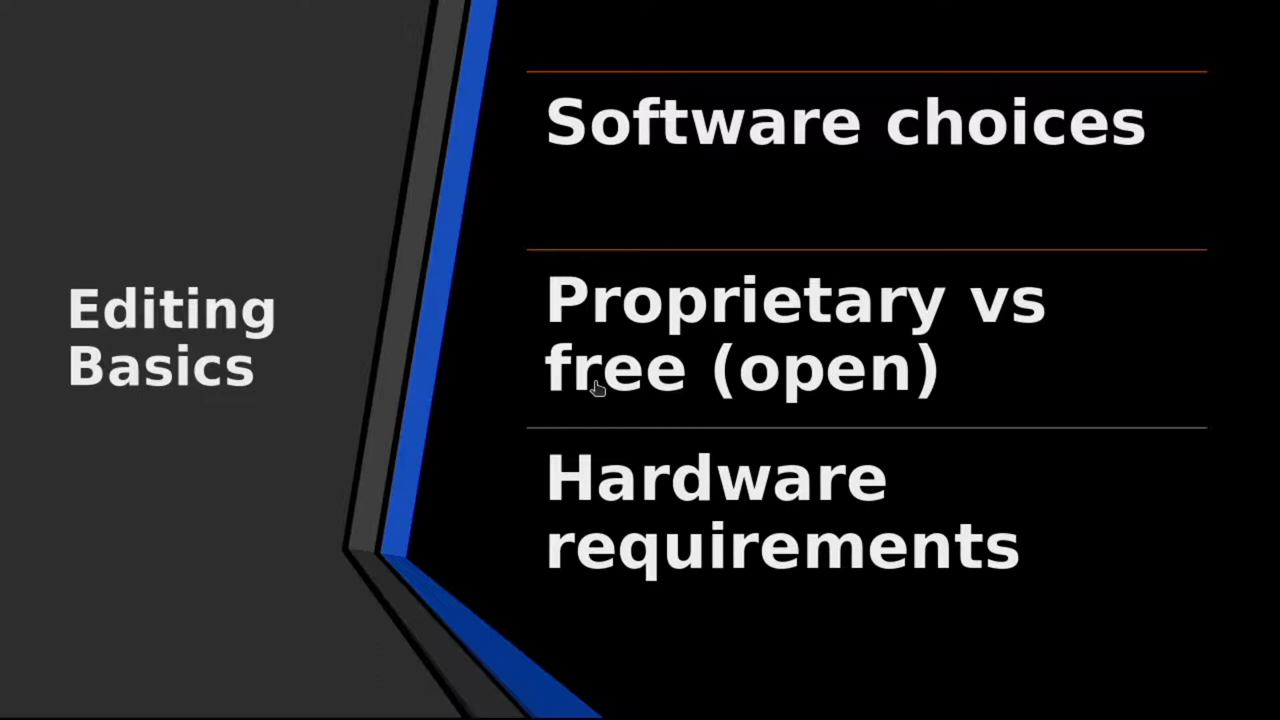 Editing
Basics
Software choices
Proprietary vs
free (open)
Hardware
requirements